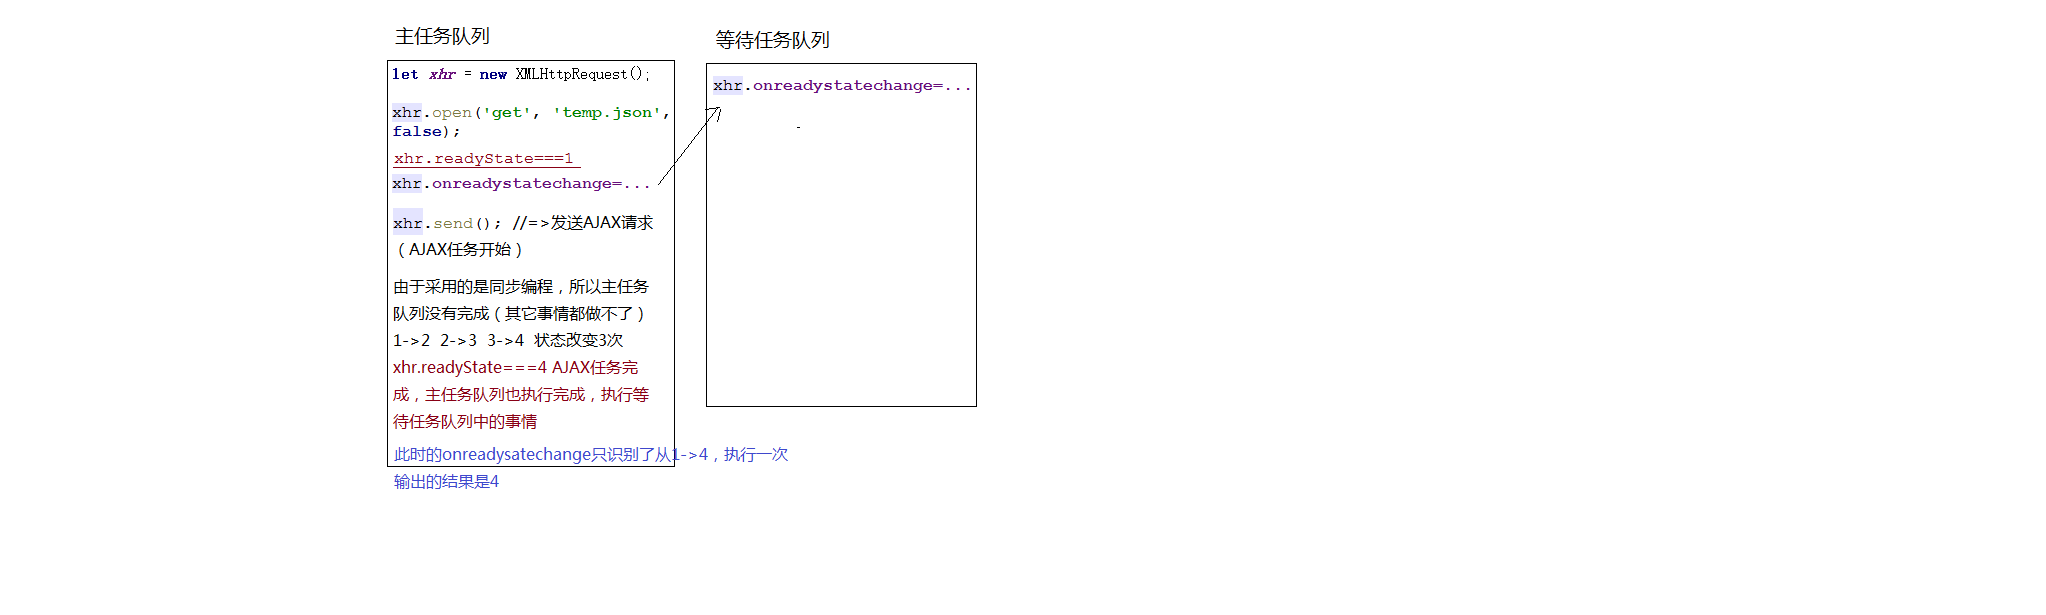 主任务队列
let xhr = new XMLHttpRequest();
xhr.open('get', 'temp.json',
false);
xhr.readyState===1
xhr.onreadystatechange=...
xhr.send(); //=>发送AJAX请求
（AJAX任务开始）
由于采用的是同步编程，所以主任务
队列没有完成（其它事情都做不了）
1->2 2->3 3->4 状态改变3次
xhr.readyState===4 AJAX任务完
成，主任务队列也执行完成，执行等
待任务队列中的事情
此时的onreadysatechange只识别了从1->4，执行一次
输出的结果是4
等待任务队列
xhr.onreadystatechange=...